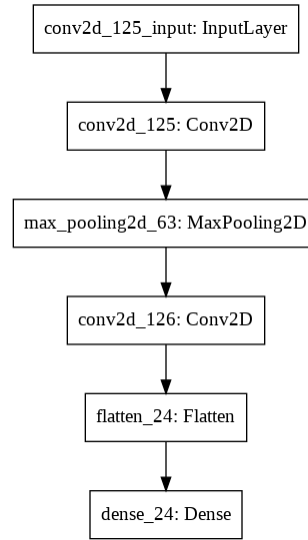 conv2d_125_input: InputLayer
conv2d_125: Conv2D
max_pooling2d_63: MaxPooling2D
conv2d_126: Conv2D
flatten_24: Flatten
dense_24: Dense